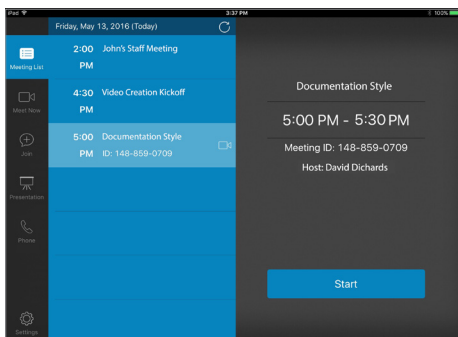 iPad
3:37 PM
100%
Friday, May 13, 2016 (Today)
Meeting List
Meet Now
Join
Presentation
Phone
Settings
2:00 PM
John's Staff Meeting
4:30 PM
Video Creation Kickoff
5:00 PM
Documentation Style
ID: 148-859-0709
Documentation Style
5:00 PM - 5:30 PM
Meeting ID: 148-859-0709
Host: David Dichards
Start